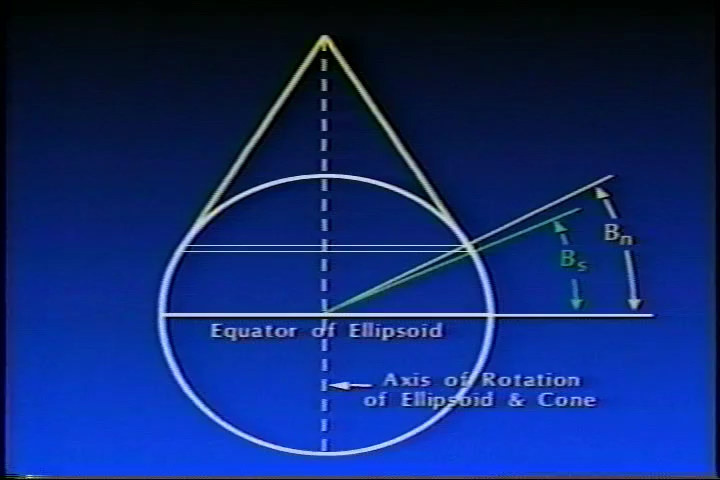 Bn
Bs
Equator of Ellipsoid
Axis of Rotation
of Ellipsoid & Cone